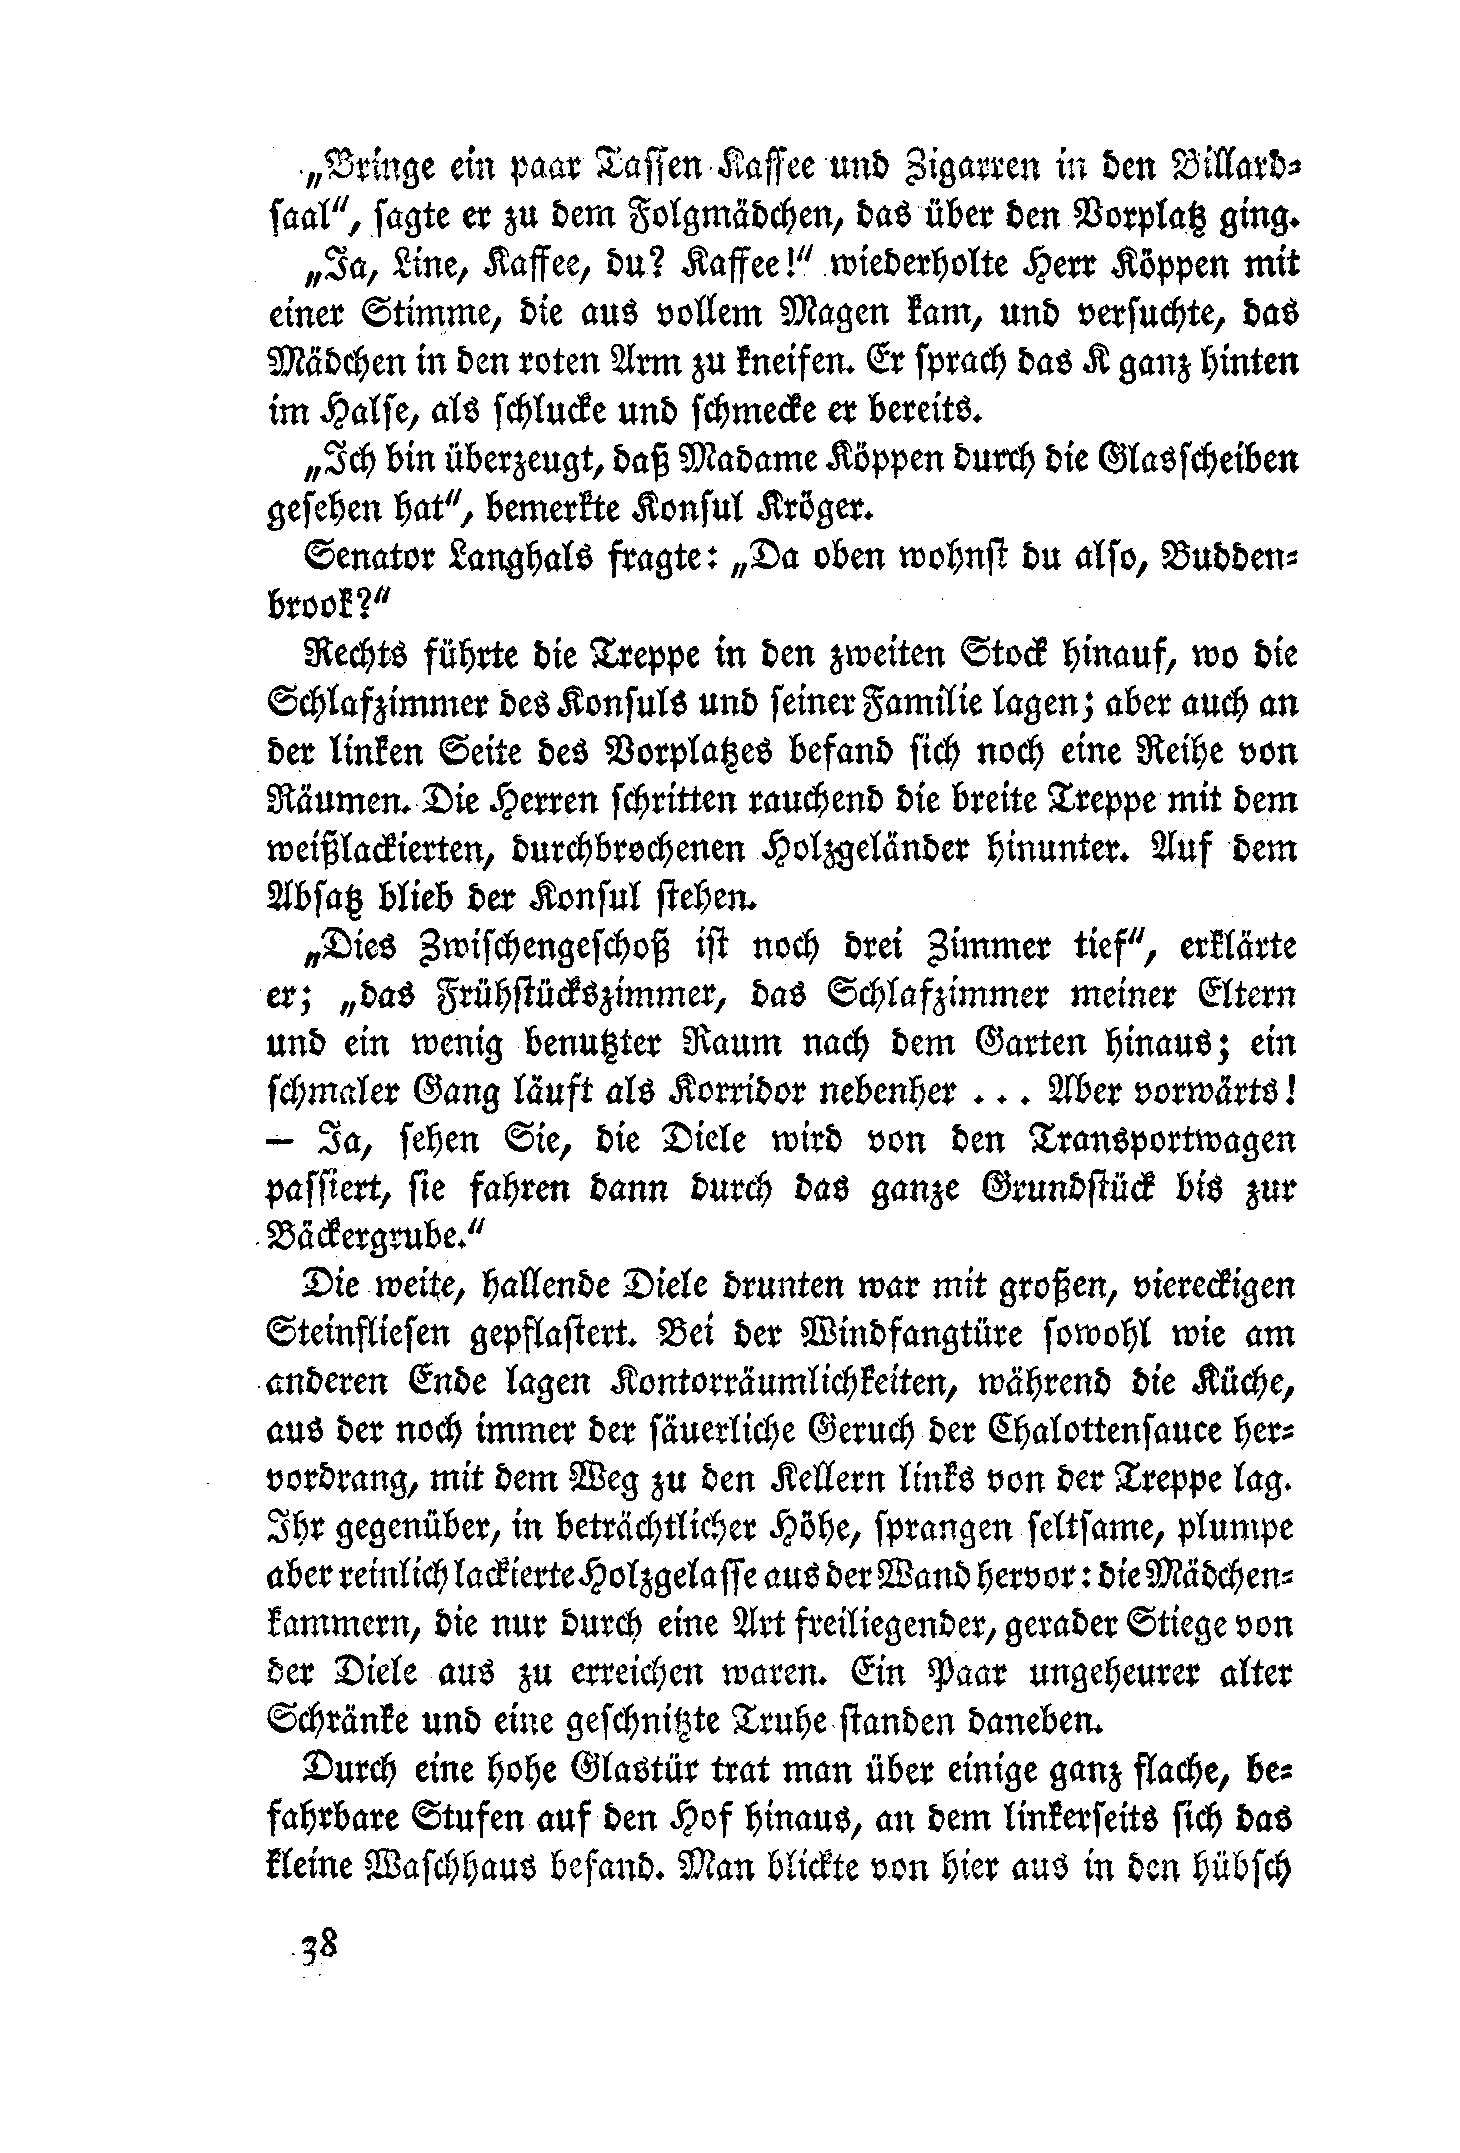 „Bringe ein paar Tassen Kaffee und Zigarren in den Billard-
saal“, sagte er zu dem Folgmädchen, das über den Vorplatz ging.
„Ja, Line, Kaffee, du? Kaffee!“ wiederholte Herr Köppen mit
einer Stimme, die aus vollem Magen kam, und versuchte, das
Mädchen in den roten Arm zu kneifen. Er sprach das K ganz hinten
im Halse, als schlucke und schmecke er bereits.
„Ich bin überzeugt, daß Madame Köppen durch die Glasscheiben
gesehen hat“, bemerkte Konsul Kröger.
Senator Langhals fragte: „Da oben wohnst du also, Budden-
brook?“
Rechts führte die Treppe in den zweiten Stock hinauf, wo die
Schlafzimmer des Konsuls und seiner Familie lagen; aber auch an
der linken Seite des Vorplatzes befand sich noch eine Reihe von
Räumen. Die Herren schritten rauchend die breite Treppe mit dem
weißlackierten, durchbrochenen Holzgeländer hinunter. Auf dem
Absatz blieb der Konsul stehen.
„Dies Zwischengeschoß ist noch drei Zimmer tief“, erklärte
er; „das Frühstückszimmer, das Schlafzimmer meiner Eltern
und ein wenig benutzter Raum nach dem Garten hinaus; ein
schmaler Gang läuft als Korridor nebenher ... Aber vorwärts!
— Ja, sehen Sie, die Diele wird von den Transportwagen
passiert, sie fahren dann durch das ganze Grundstück bis zur
Bäckergrube.“
Die weite, hallende Diele drunten war mit großen, viereckigen
Steinfliesen gepflastert. Bei der Windfangtüre sowohl wie am
anderen Ende lagen Kontorräumlichkeiten, während die Küche,
aus der noch immer der säuerliche Geruch der Chalottensauce her-
vordrang, mit dem Weg zu den Kellern links von der Treppe lag.
Ihr gegenüber, in beträchtlicher Höhe, sprangen seltsame, plumpe
aber reinlich lackierte Holzgelasse aus der Wand hervor: die Mädchen-
kammern, die nur durch eine Art freiliegender, gerader Stiege von
der Diele aus zu erreichen waren. Ein Paar ungeheurer alter
Schränke und eine geschnitzte Truhe standen daneben.
Durch eine hohe Glastür trat man über einige ganz flache, be-
fahrbare Stufen auf den Hof hinaus, an dem linkerseits sich das
kleine Waschhaus befand. Man blickte von hier aus in den hübsch
38